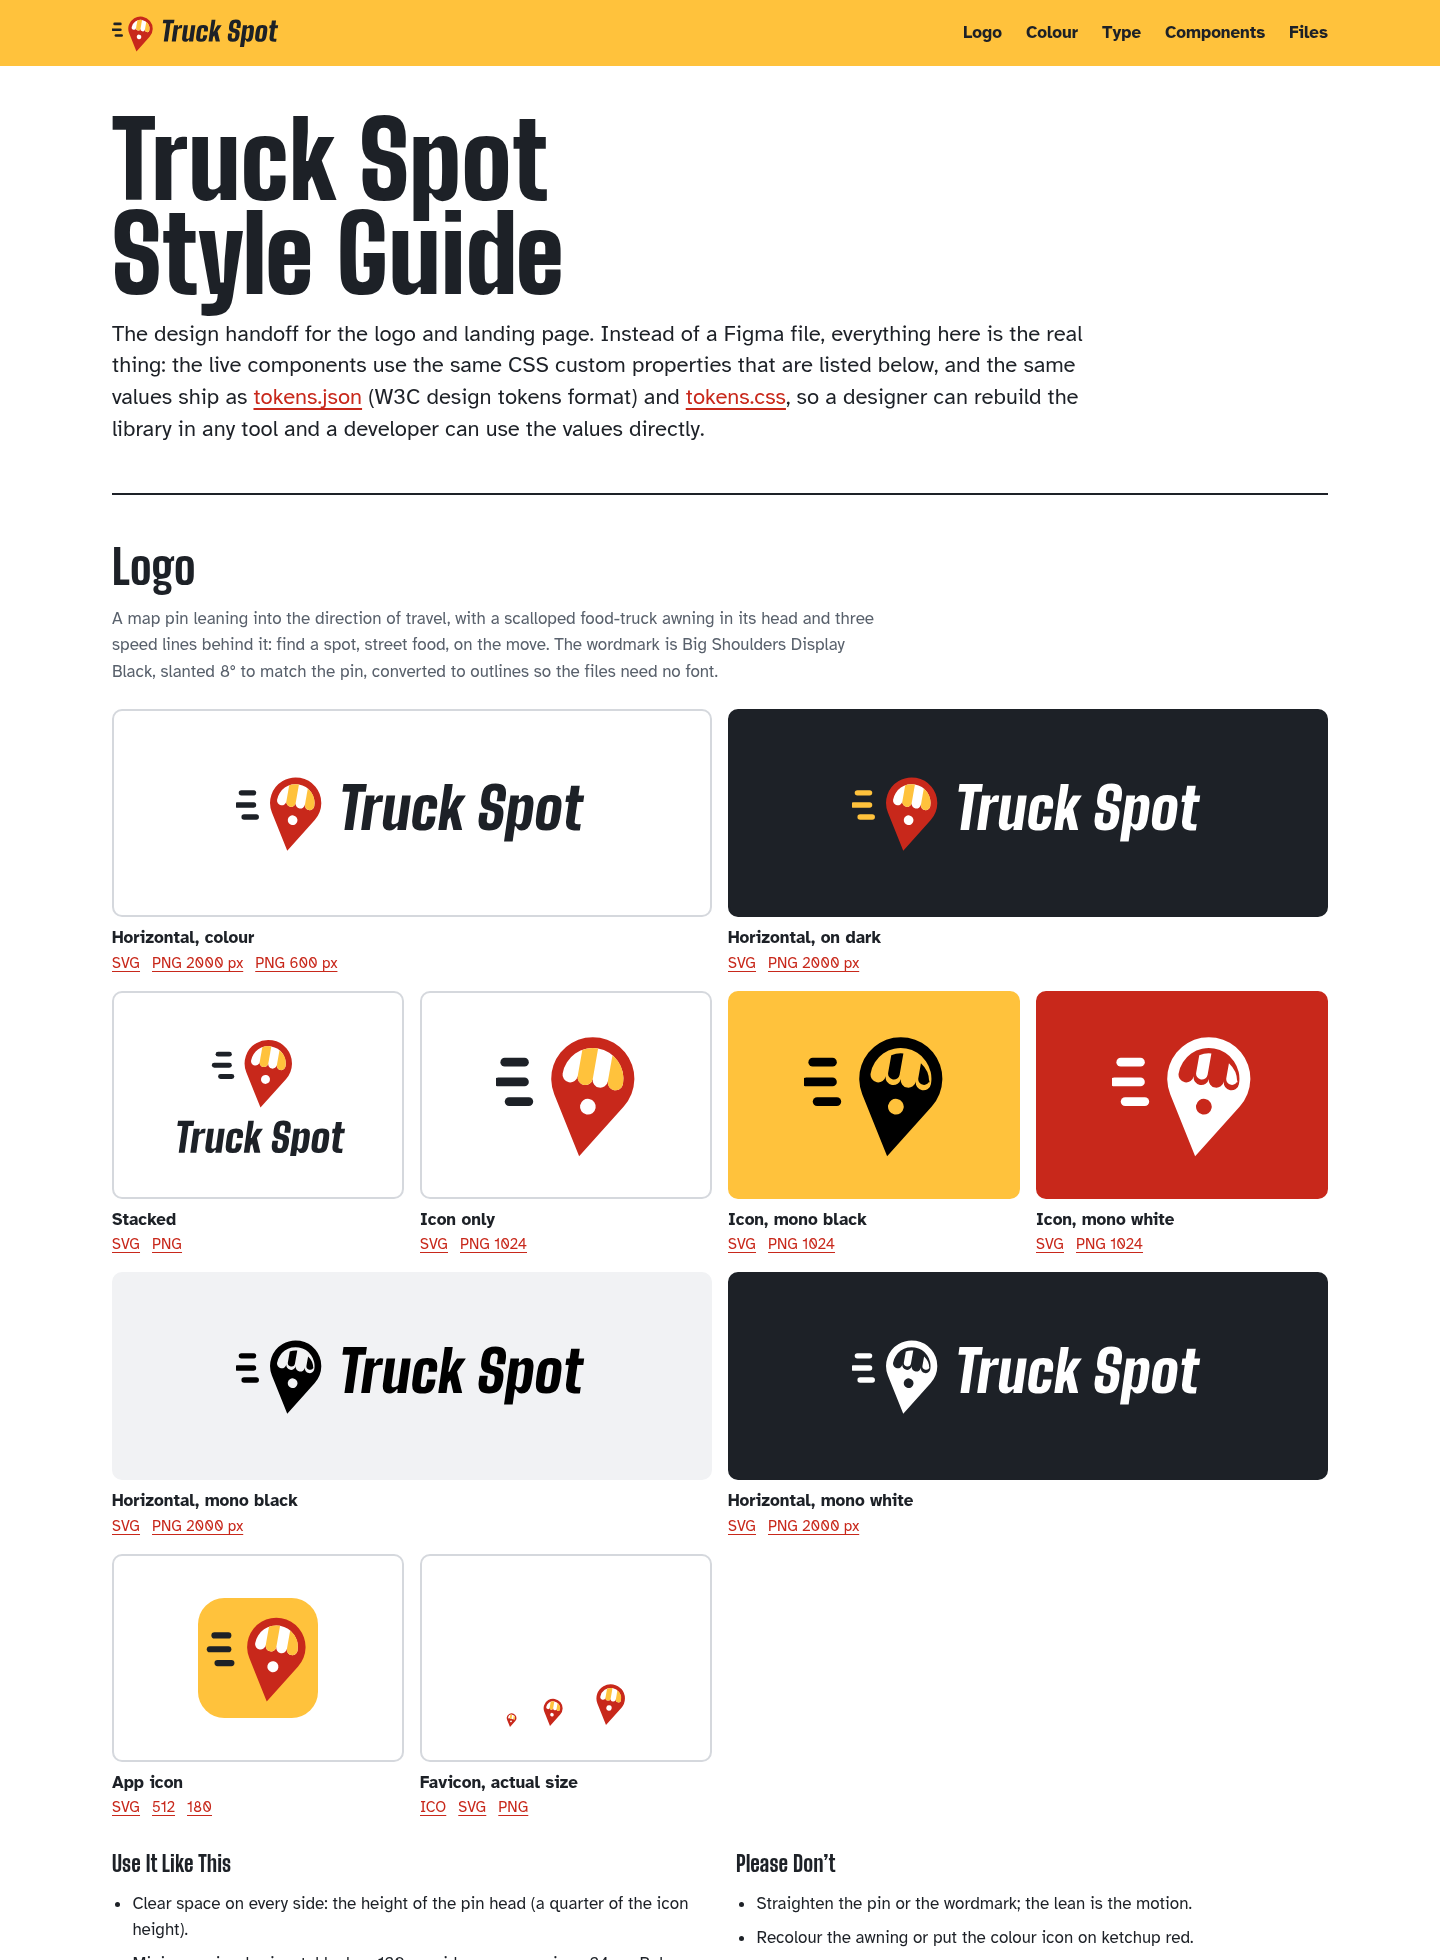 Truck Spot
Logo Colour Type Components Files
Truck Spot
Style Guide
The design handoff for the logo and landing page. Instead of a Figma file, everything here is the real
thing: the live components use the same CSS custom properties that are listed below, and the same
values ship as tokens.json (W3C design tokens format) and tokens.css, so a designer can rebuild the
library in any tool and a developer can use the values directly.
Logo
A map pin leaning into the direction of travel, with a scalloped food-truck awning in its head and three
speed lines behind it: find a spot, street food, on the move. The wordmark is Big Shoulders Display
Black, slanted 8° to match the pin, converted to outlines so the files need no font.
Truck Spot
Truck Spot
Horizontal, colour
SVG PNG 2000 px PNG 600 px
Horizontal, on dark
SVG PNG 2000 px
Truck Spot
Stacked
SVG PNG
Icon only
SVG PNG 1024
Icon, mono black
SVG PNG 1024
Icon, mono white
SVG PNG 1024
Truck Spot
Truck Spot
Horizontal, mono black
SVG PNG 2000 px
Horizontal, mono white
SVG PNG 2000 px
App icon
SVG 512 180
Favicon, actual size
ICO SVG PNG
Use It Like This
Clear space on every side: the height of the pin head (a quarter of the icon
height).
Please Don’t
Straighten the pin or the wordmark; the lean is the motion.
Recolour the awning or put the colour icon on ketchup red.